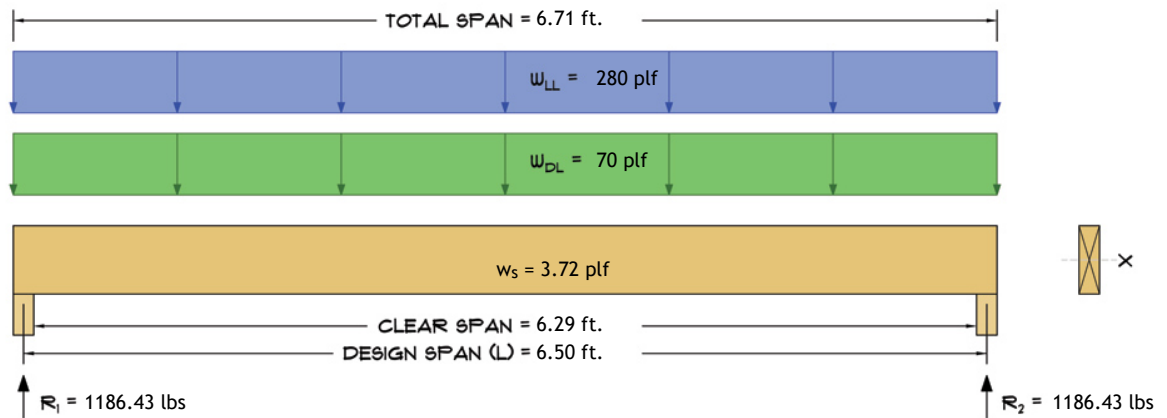 TOTAL SPAN = 6.71 ft.
wLL = 280 plf
wDL = 70 plf
ws = 3.72 plf
X
CLEAR SPAN = 6.29 ft.
DESIGN SPAN (L) = 6.50 ft.
R1 = 1186.43 lbs
R2 = 1186.43 lbs